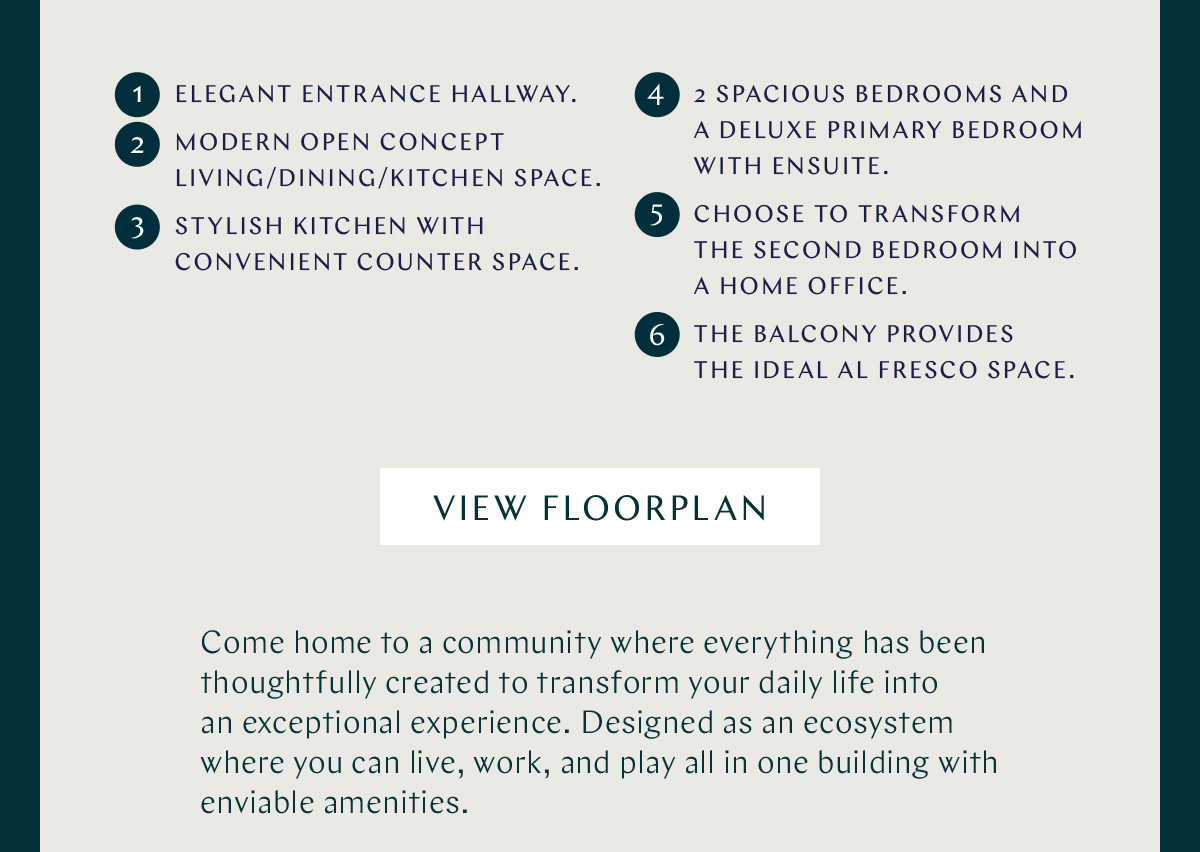 1 ELEGANT ENTRANCE HALLWAY.
2 MODERN OPEN CONCEPT
LIVING/DINING/KITCHEN SPACE.
3 STYLISH KITCHEN WITH
CONVENIENT COUNTER SPACE.
4 2 SPACIOUS BEDROOMS AND
A DELUXE PRIMARY BEDROOM
WITH ENSUITE.
5 CHOOSE TO TRANSFORM
THE SECOND BEDROOM INTO
A HOME OFFICE.
6 THE BALCONY PROVIDES
THE IDEAL AL FRESCO SPACE.
VIEW FLOORPLAN
Come home to a community where everything has been
thoughtfully created to transform your daily life into
an exceptional experience. Designed as an ecosystem
where you can live, work, and play all in one building with
enviable amenities.